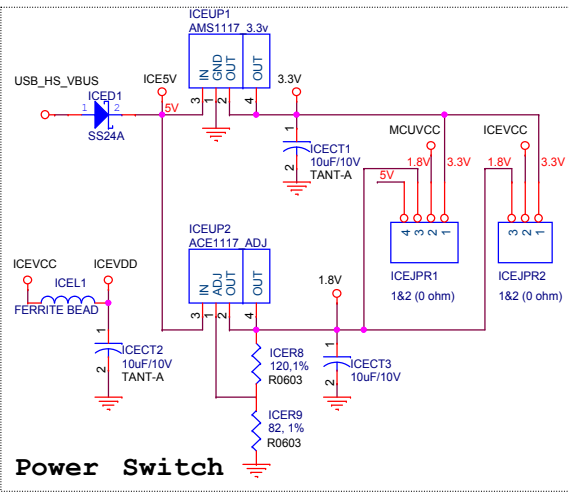 ICEUP1
AMS1117_3.3v
USB_HS_VBUS
ICED1
1 2
SS24A
ICE5V
5V
IN
GND
OUT
OUT
3
1
2
4
3.3V
1
2
ICECT1
10uF/10V
TANT-A
MCUVCC
1.8V
3.3V
5V
4
3
2
1
ICEJPR1
1&2 (0 ohm)
ICEVCC
1.8V
3.3V
3
2
1
ICEJPR2
1&2 (0 ohm)
ICEUP2
ACE1117_ADJ
IN
ADJ
OUT
OUT
3
1
2
4
1.8V
ICEVCC
ICEL1
FERRITE BEAD
ICEVDD
1
2
ICECT2
10uF/10V
TANT-A
ICER8
120,1%
R0603
1
2
ICECT3
10uF/10V
ICER9
82, 1%
R0603
Power Switch